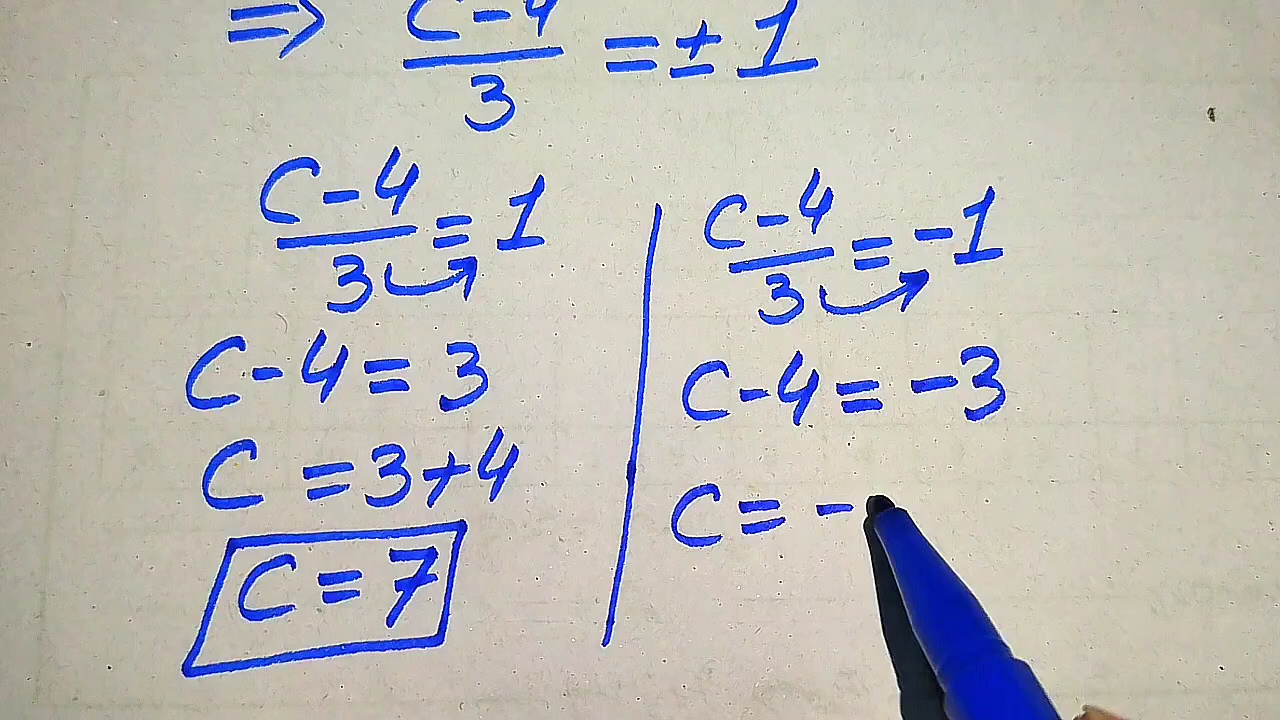 ⇒ C-4/3 = ± 1
C-4/3 = 1
C-4 = 3
C = 3+4
C = 7
C-4/3 = -1
C-4 = -3
C = -